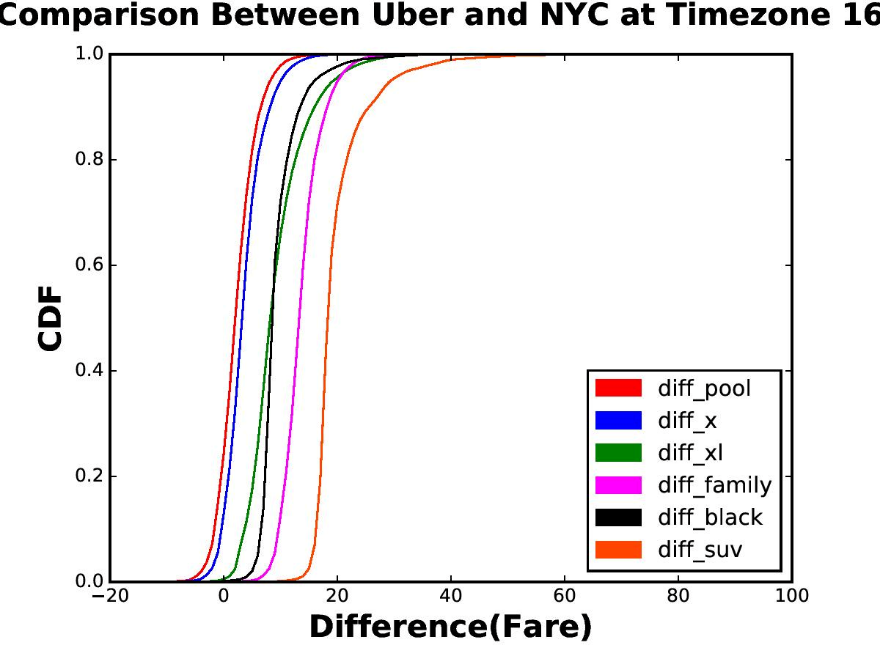 Comparison Between Uber and NYC at Timezone 16
1.0
0.8
0.6
0.4
0.2
0.0
CDF
−20 0 20 40 60 80 100
Difference(Fare)
diff_pool
diff_x
diff_xl
diff_family
diff_black
diff_suv